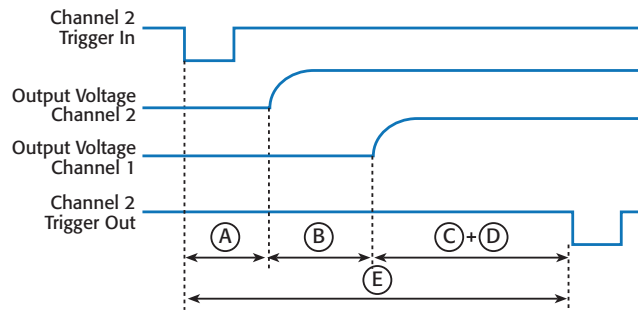 Channel 2
Trigger In
Output Voltage
Channel 2
Output Voltage
Channel 1
Channel 2
Trigger Out
A B C+D
E